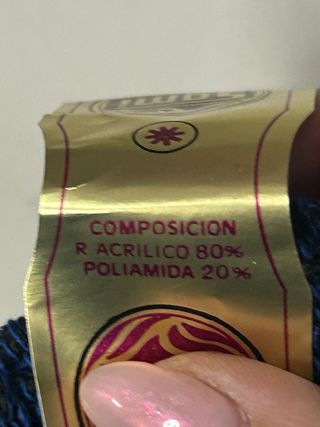 COMPOSICION
R ACRILICO 80%
POLIAMIDA 20%